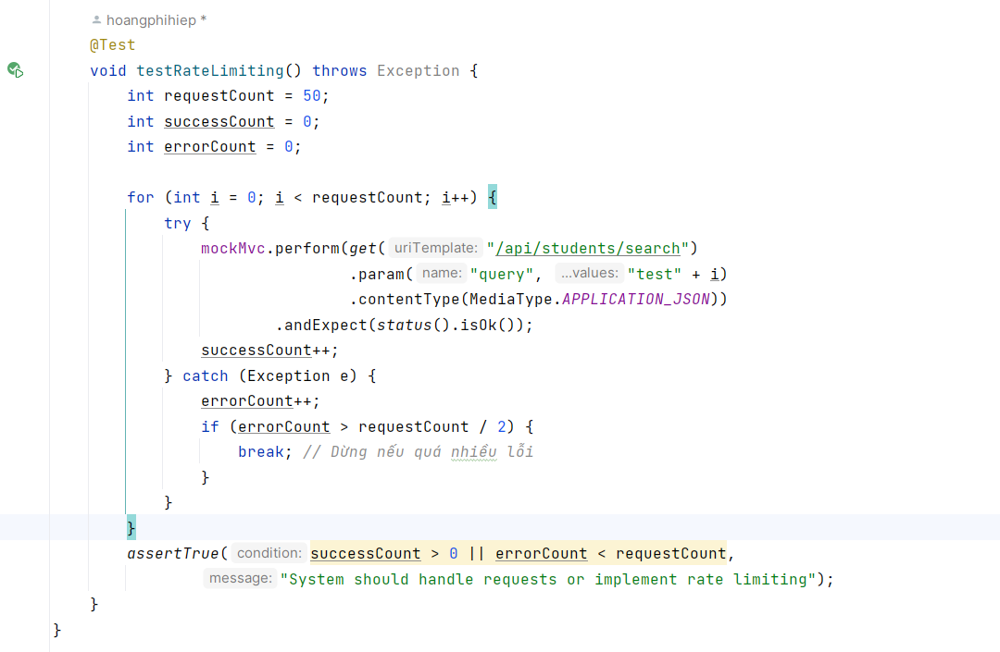 hoangphihiep *
@Test
void testRateLimiting() throws Exception {
int requestCount = 50;
int successCount = 0;
int errorCount = 0;
for (int i = 0; i < requestCount; i++) {
try {
mockMvc.perform(get( uriTemplate: "/api/students/search")
.param( name: "query", ...values: "test" + i)
.contentType(MediaType.APPLICATION_JSON))
.andExpect(status().isOk());
successCount++;
} catch (Exception e) {
errorCount++;
if (errorCount > requestCount / 2) {
break; // Dừng nếu quá nhiều lỗi
}
}
}
assertTrue( condition: successCount > 0 || errorCount < requestCount,
message: "System should handle requests or implement rate limiting");
}
}